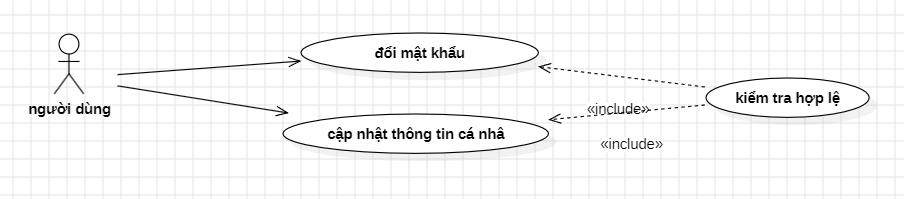 đổi mật khẩu
người dùng
kiểm tra hợp lệ
«include»
cập nhật thông tin cá nhâ
«include»